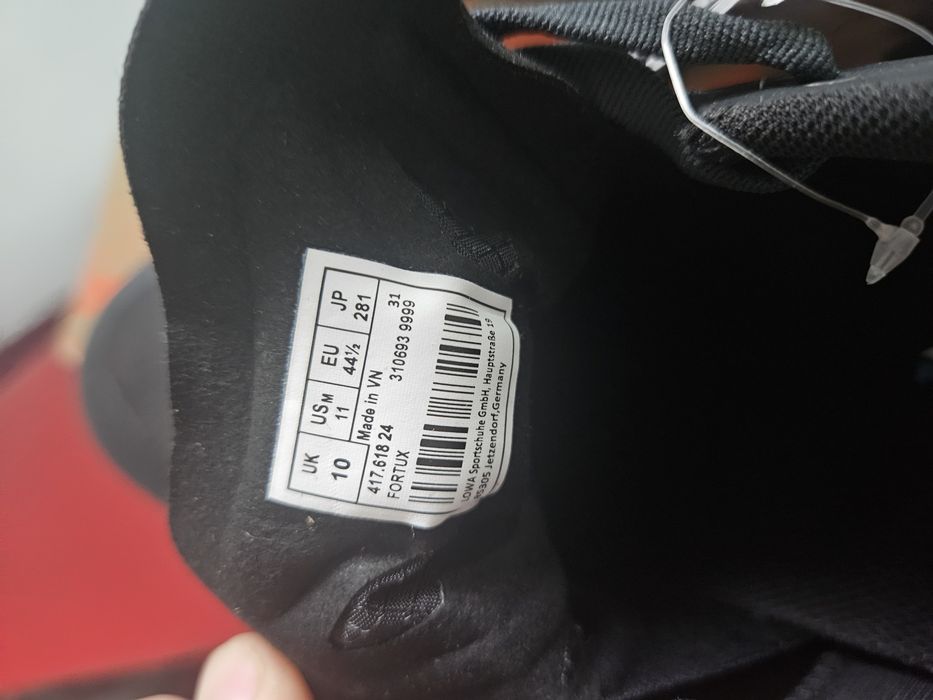 UK USM EU JP
10 11 44½ 281
Made in VN 31
417.618 24 310693 9999
FORTUX
LOWA Sportschuhe GmbH, Hauptstraße 19
85305 Jetzendorf,Germany